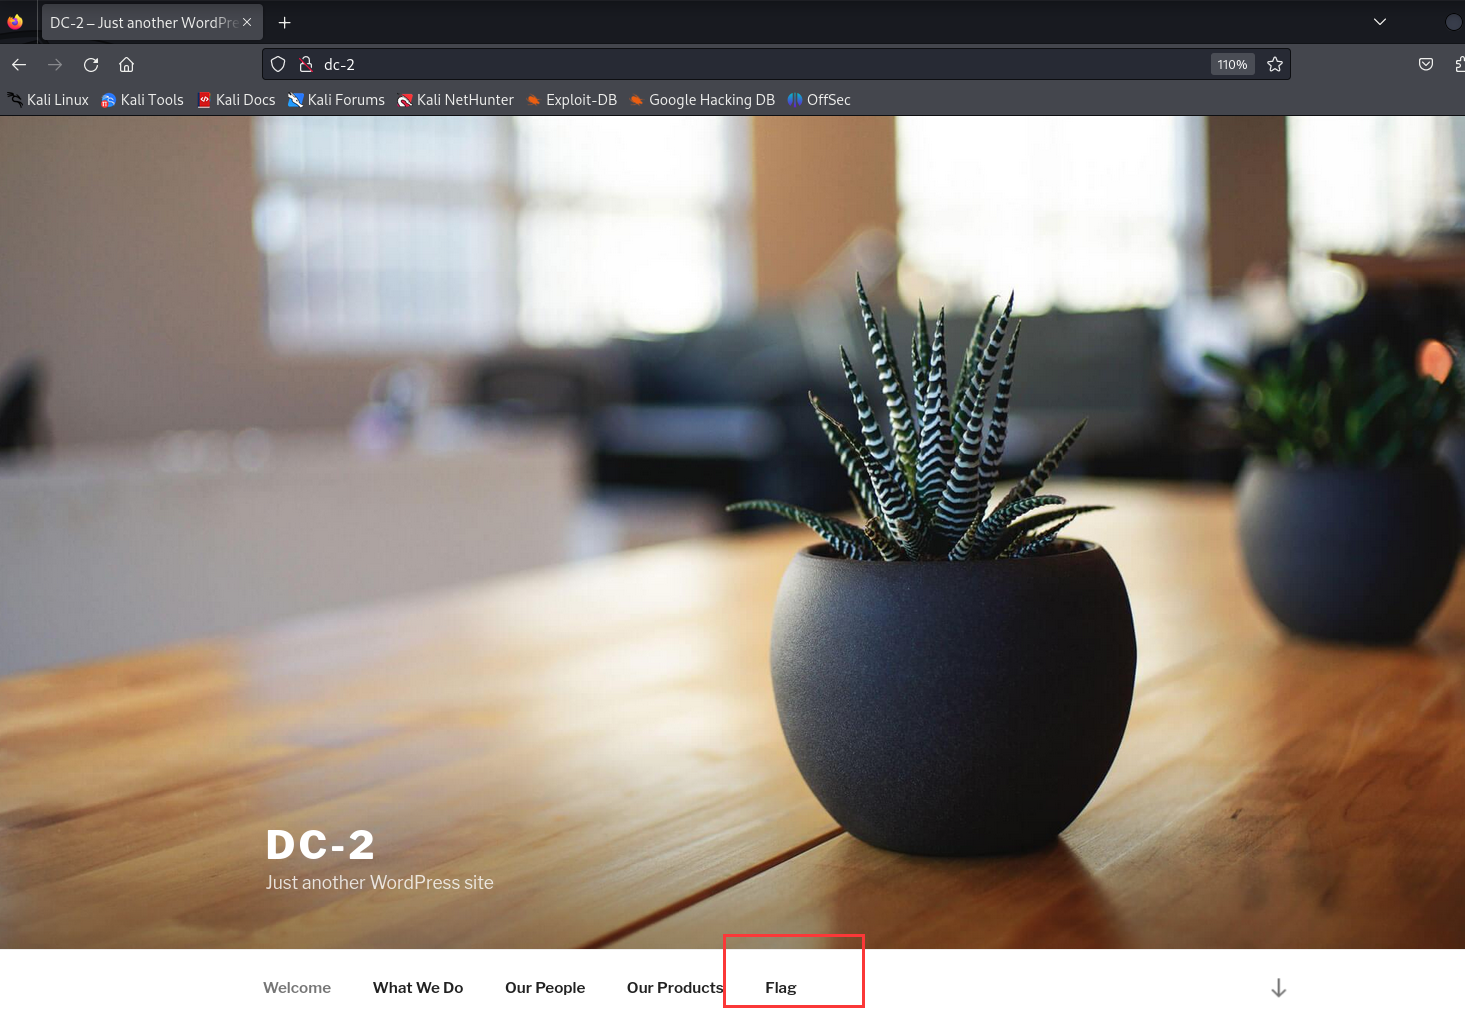 DC-2 – Just another WordPre
dc-2
110%
Kali Linux Kali Tools Kali Docs Kali Forums Kali NetHunter Exploit-DB Google Hacking DB OffSec
DC-2
Just another WordPress site
Welcome What We Do Our People Our Products Flag